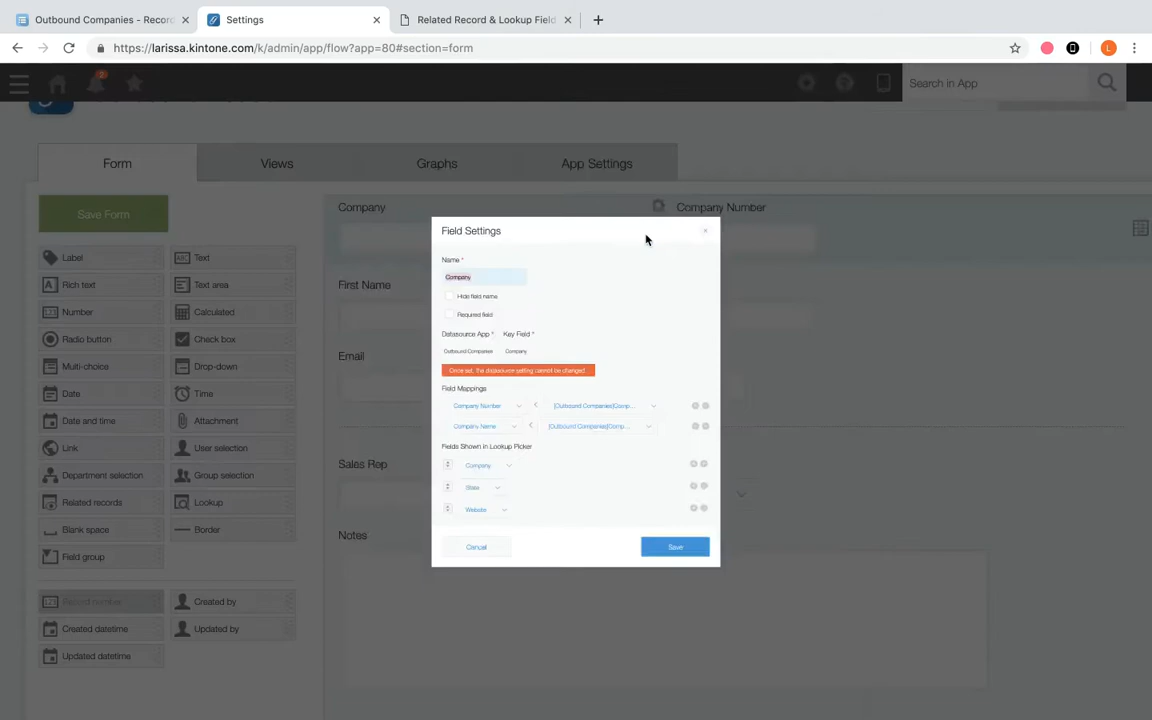 Outbound Companies - Record
Settings
Related Record & Lookup Field
https://larissa.kintone.com/k/admin/app/flow?app=80#section=form
L
2
Search in App
Form
Views
Graphs
App Settings
Save Form
Label
Text
Rich text
Text area
Number
Calculated
Radio button
Check box
Multi-choice
Drop-down
Date
Time
Date and time
Attachment
Link
User selection
Department selection
Group selection
Related records
Lookup
Blank space
Border
Field group
Record number
Created by
Created datetime
Updated by
Updated datetime
Company
Company Number
First Name
Email
Sales Rep
Notes
Field Settings
Name *
Company
Hide field name
Required field
Datasource App * Key Field *
Outbound Companies Company
Once set, the datasource setting cannot be changed.
Field Mappings
Company Number < [Outbound Companies]Comp...
Company Name < [Outbound Companies]Comp...
Fields Shown in Lookup Picker
Company
State
Website
Cancel
Save